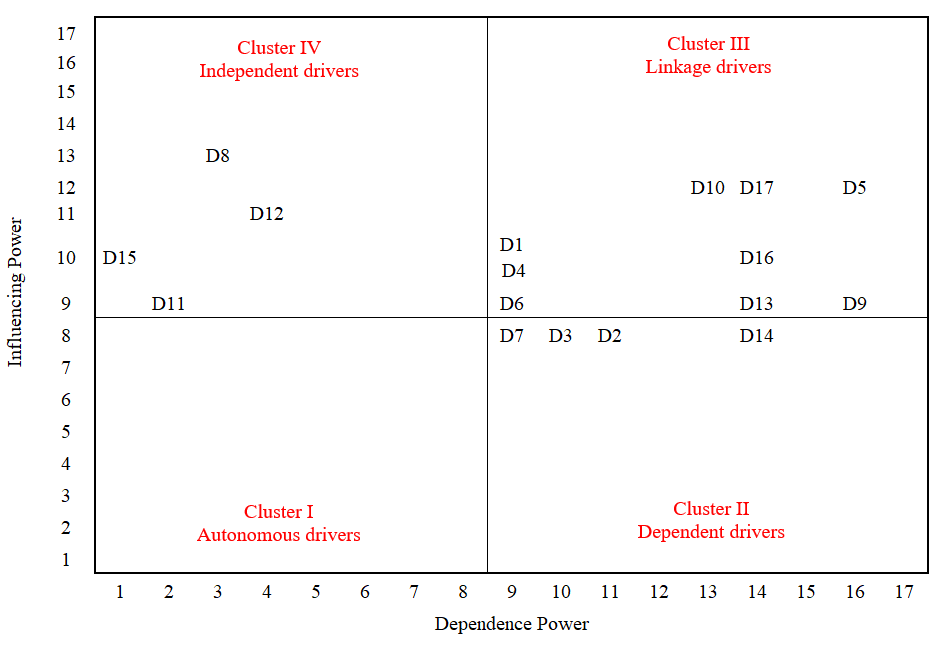 17
Cluster IV
Cluster III
16
Independent drivers
Linkage drivers
15
14
13
D8
12
D10 D17 D5
11
D12
D1
10
D15
D16
D4
9
D11
D6
D13
D9
8
D7 D3 D2 D14
7
6
5
4
3
Cluster I
Cluster II
2
Autonomous drivers
Dependent drivers
1
Influencing Power
1 2 3 4 5 6 7 8 9 10 11 12 13 14 15 16 17
Dependence Power